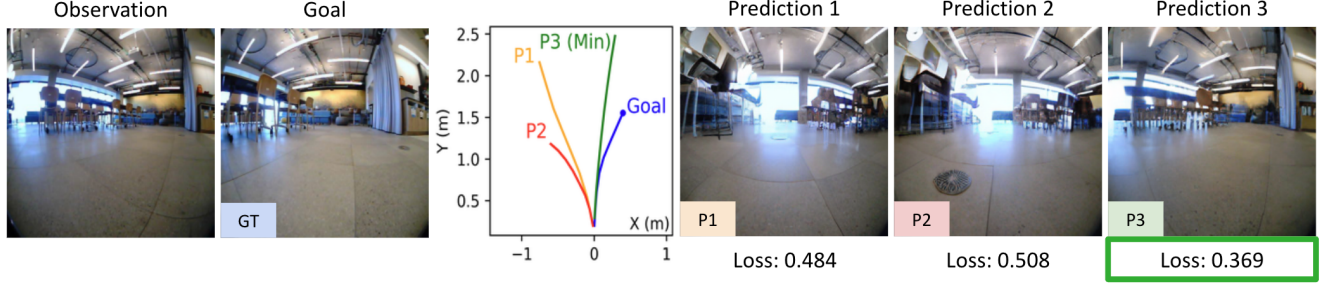 Observation
Goal
GT
2.5
2.0
1.5
1.0
0.5
Y (m)
P3 (Min)
P1
Goal
P2
X (m)
−1
0
1
Prediction 1
P1
Loss: 0.484
Prediction 2
P2
Loss: 0.508
Prediction 3
P3
Loss: 0.369